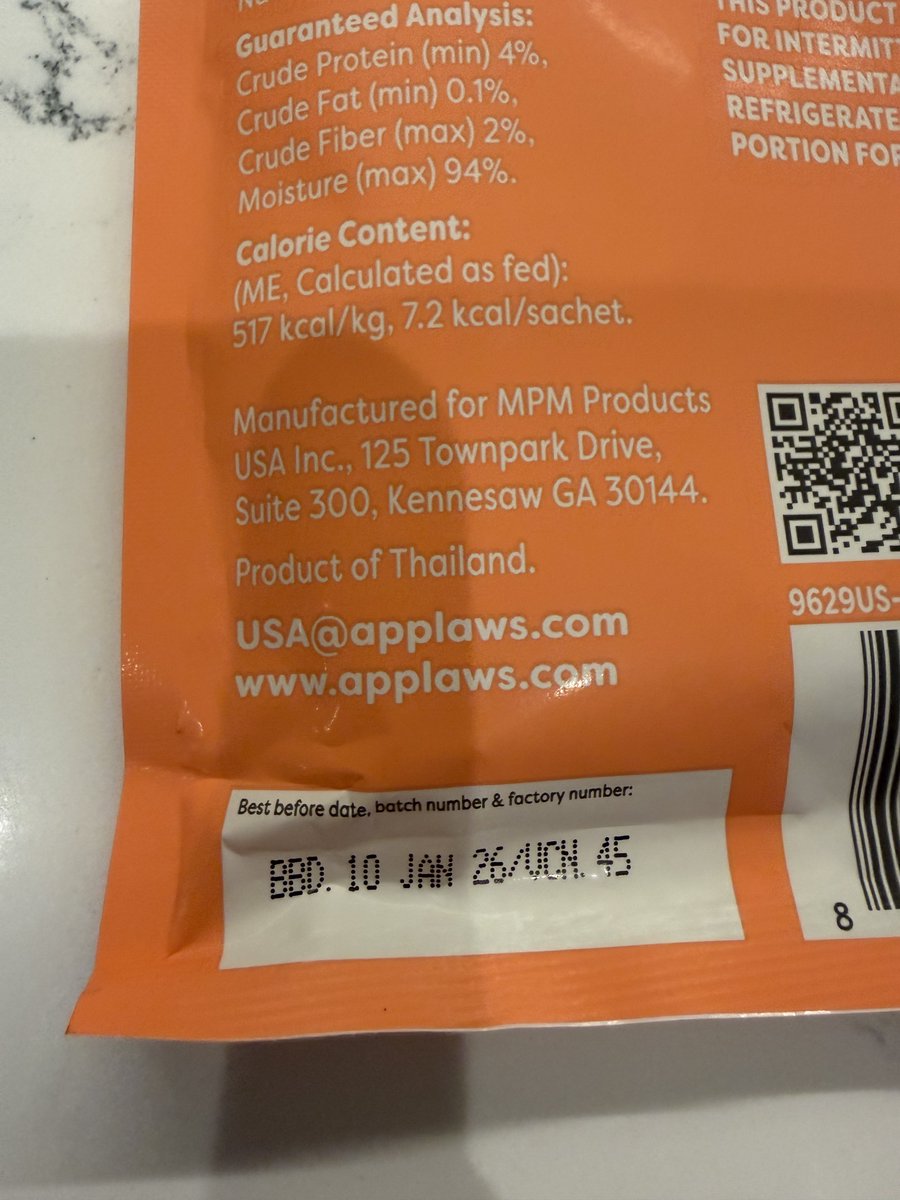 Guaranteed Analysis:
Crude Protein (min) 4%,
Crude Fat (min) 0.1%,
Crude Fiber (max) 2%,
Moisture (max) 94%.
Calorie Content:
(ME, Calculated as fed):
517 kcal/kg, 7.2 kcal/sachet.
Manufactured for MPM Products
USA Inc., 125 Townpark Drive,
Suite 300, Kennesaw GA 30144.
Product of Thailand.
USA@applaws.com
www.applaws.com
Best before date, batch number & factory number:
BBD. 10 JAN 26/VCN. 45
THIS PRODUCT
FOR
SUPPLEMENTA
REFRIGERATE
PORTION FOR
9629US-
8